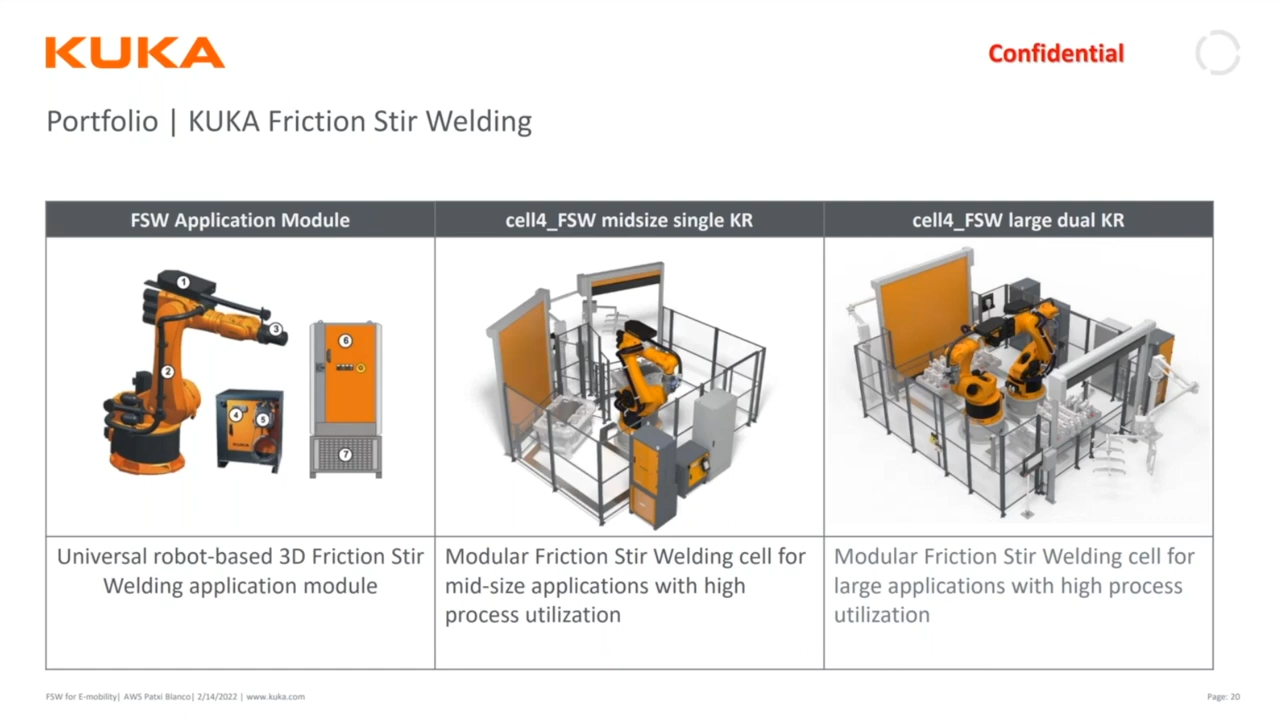 KUKA
Confidential
Portfolio | KUKA Friction Stir Welding
FSW Application Module
cell4_FSW midsize single KR
cell4_FSW large dual KR
1
2
3
4
5
6
7
KUKA
Universal robot-based 3D Friction Stir
Welding application module
Modular Friction Stir Welding cell for
mid-size applications with high
process utilization
Modular Friction Stir Welding cell for
large applications with high process
utilization
FSW for E-mobility| AWS Patxi Blanco| 2/14/2022 | www.kuka.com
Page: 20